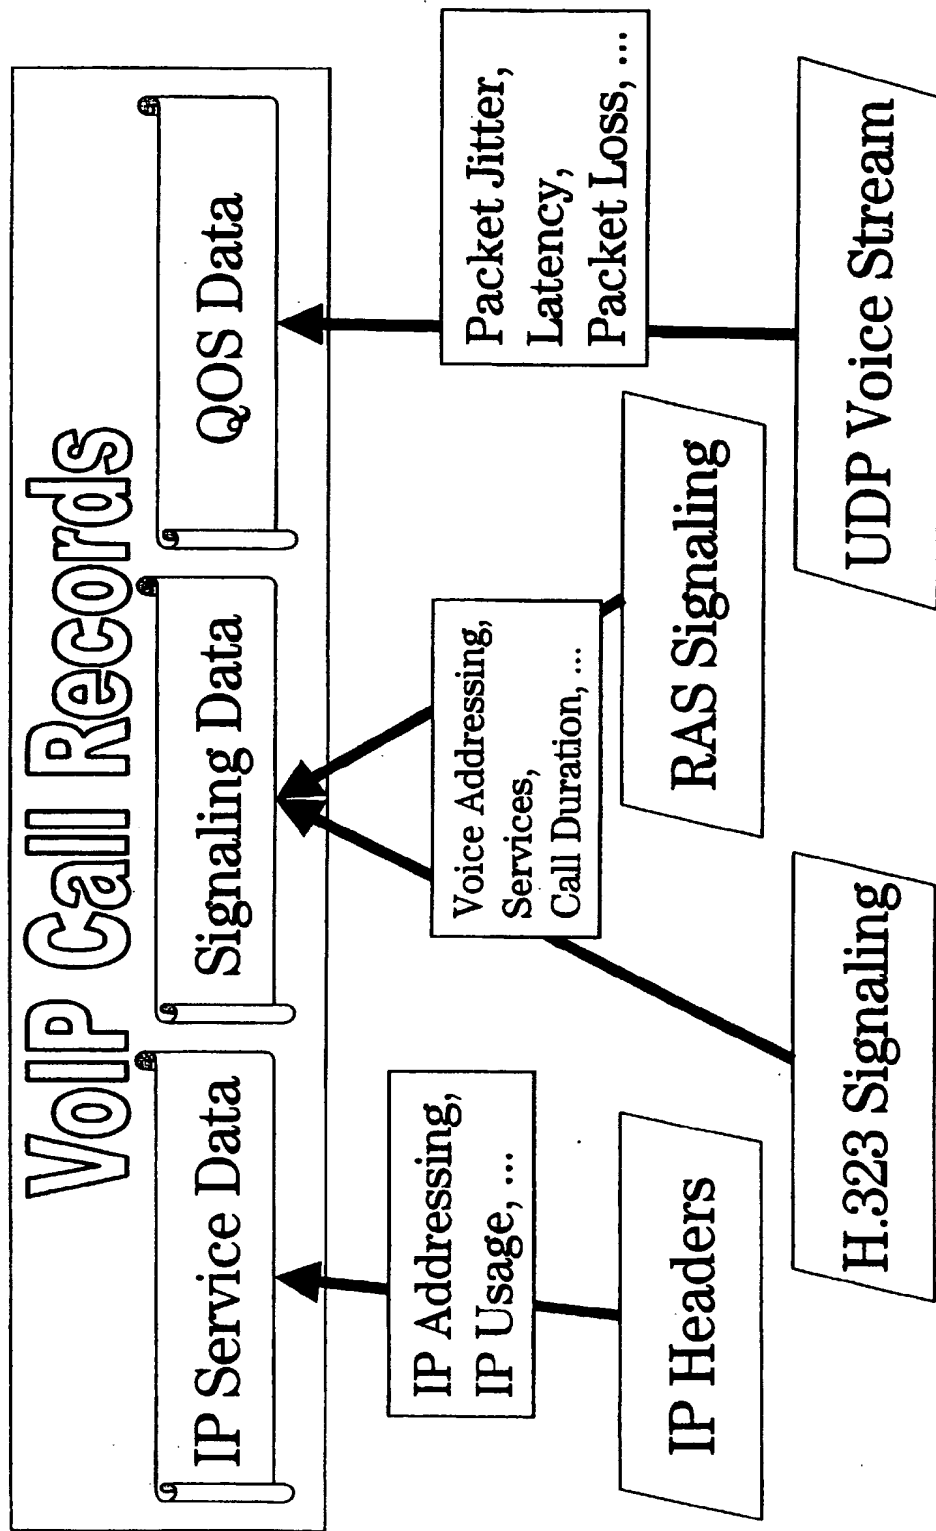 VoIP Call Records
IP Service Data
Signaling Data
QOS Data
IP Addressing,
IP Usage, ...
Voice Addressing,
Services,
Call Duration, ...
Packet Jitter,
Latency,
Packet Loss, ...
IP Headers
H.323 Signaling
RAS Signaling
UDP Voice Stream